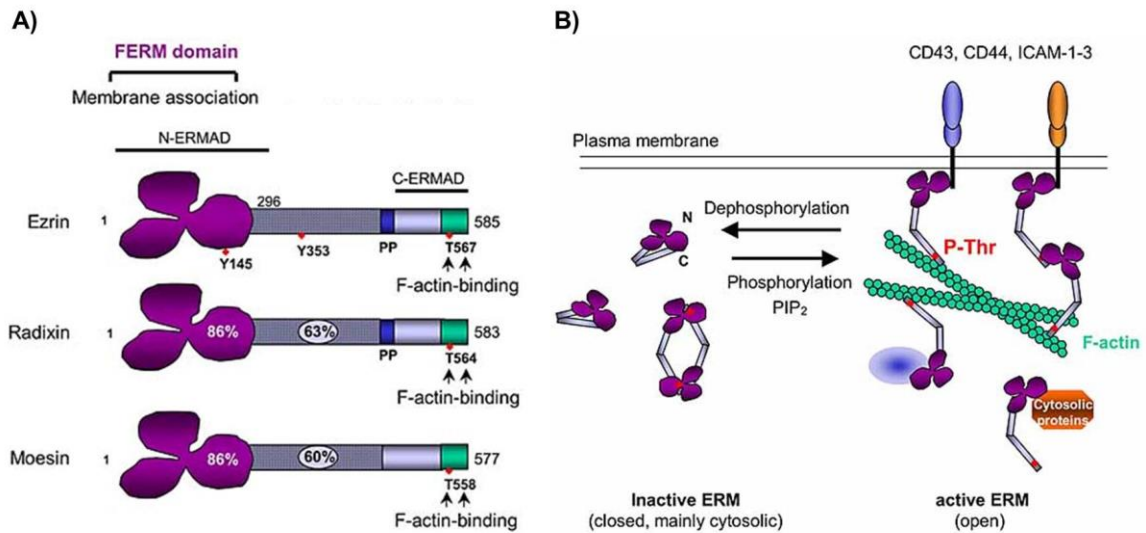 A)
FERM domain
Membrane association
N-ERMAD
C-ERMAD
Ezrin
1
296
585
Y145
Y353
PP
T567
F-actin-binding
Radixin
1
86%
63%
583
PP
T564
F-actin-binding
Moesin
1
86%
60%
577
T558
F-actin-binding
B)
CD43, CD44, ICAM-1-3
Plasma membrane
N
C
Dephosphorylation
Phosphorylation
PIP2
P-Thr
F-actin
Cytosolic
proteins
Inactive ERM
(closed, mainly cytosolic)
active ERM
(open)